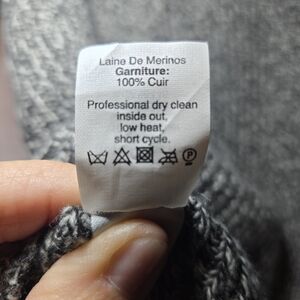 Laine De Merinos
Garniture:
100% Cuir
Professional dry clean
inside out,
low heat,
short cycle.
P